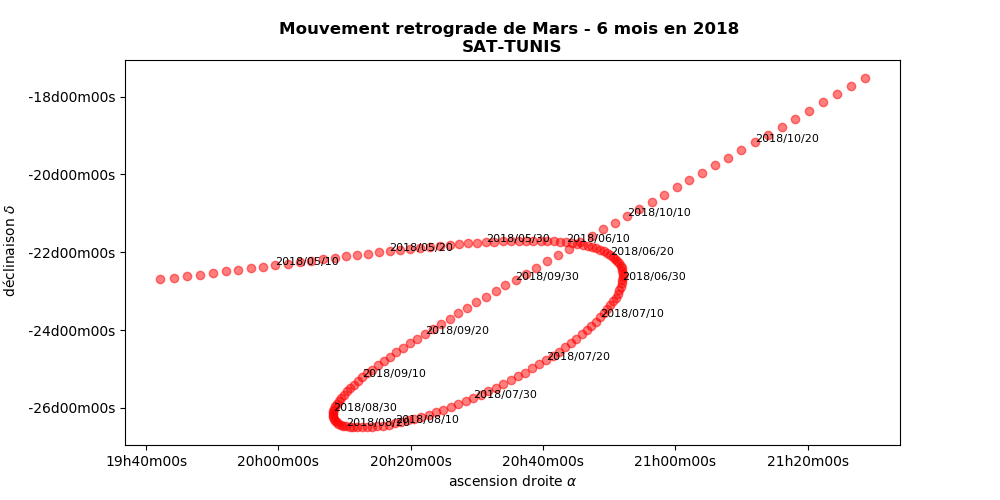 Mouvement retrograde de Mars - 6 mois en 2018
SAT-TUNIS
-18d00m00s
2018/10/20
-20d00m00s
2018/10/10
2018/05/30
2018/06/10
2018/05/20
2018/06/20
-22d00m00s
2018/05/10
2018/09/30
2018/06/30
2018/07/10
-24d00m00s
2018/09/20
2018/07/20
2018/09/10
2018/07/30
-26d00m00s
2018/08/30
2018/08/20
2018/08/10
19h40m00s 20h00m00s 20h20m00s 20h40m00s 21h00m00s 21h20m00s
ascension droite α
déclinaison δ